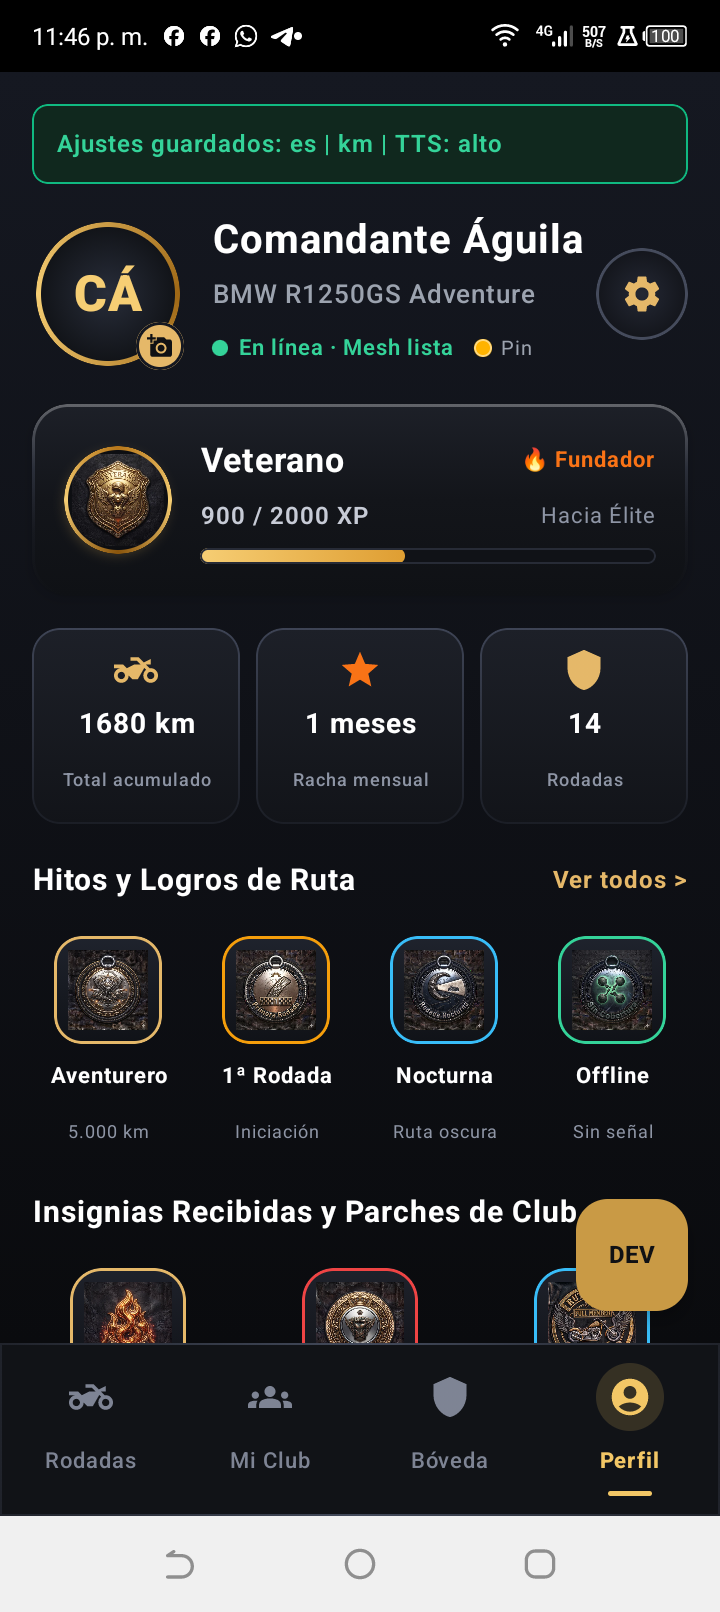 11:46 p. m.
4G
507
B/S
100
Ajustes guardados: es | km | TTS: alto
CÁ
Comandante Águila
BMW R1250GS Adventure
En línea · Mesh lista
Pin
Veterano
Fundador
900 / 2000 XP
Hacia Élite
1680 km
1 meses
14
Total acumulado
Racha mensual
Rodadas
Hitos y Logros de Ruta
Ver todos >
Aventurero
1ª Rodada
Nocturna
Offline
5.000 km
Iniciación
Ruta oscura
Sin señal
Insignias Recibidas y Parches de Club
DEV
Rodadas
Mi Club
Bóveda
Perfil